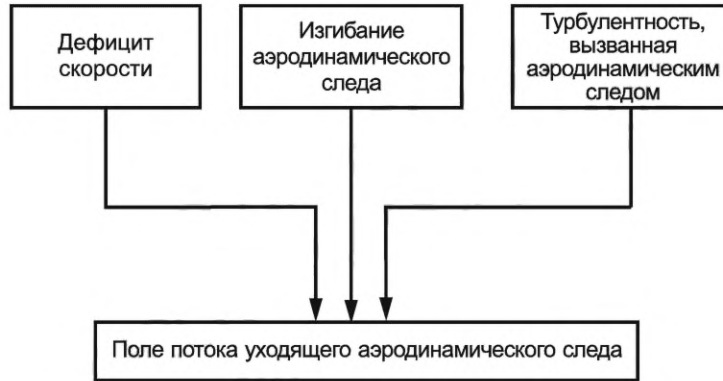 Дефицит
скорости
Изгибание
аэродинамического
следа
Турбулентность,
вызванная
аэродинамическим
следом
Поле потока уходящего аэродинамического следа